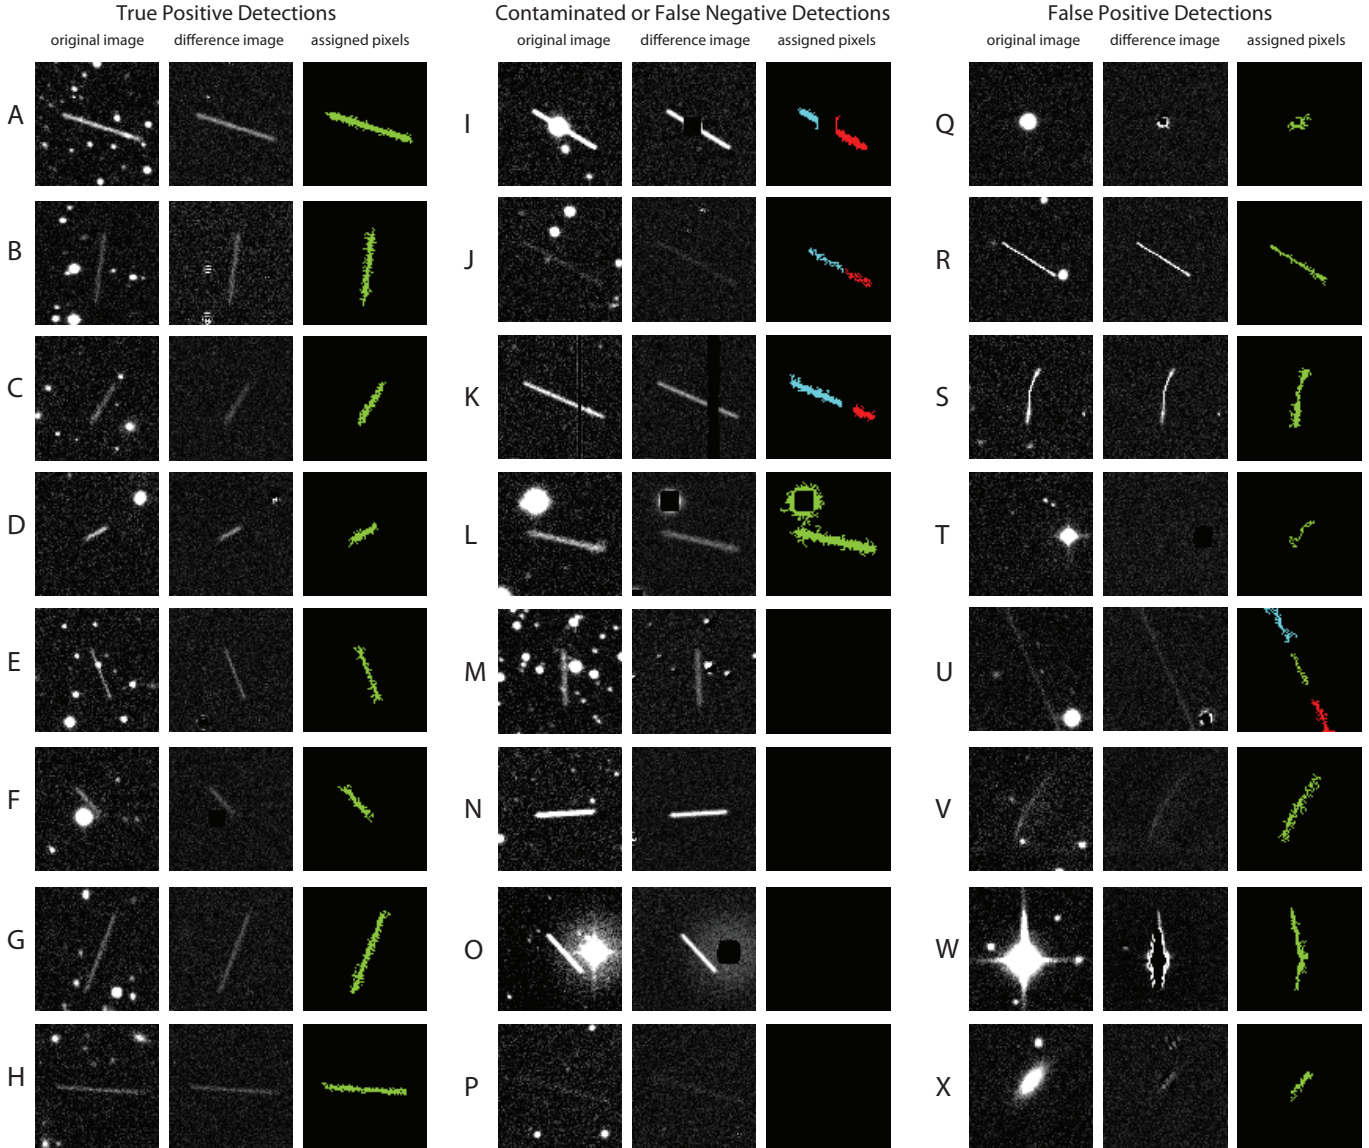 True Positive Detections
Contaminated or False Negative Detections
False Positive Detections
original image difference image assigned pixels
original image difference image assigned pixels
original image difference image assigned pixels
A
I
Q
B
J
R
C
K
S
D
L
T
E
M
U
F
N
V
G
O
W
H
P
X